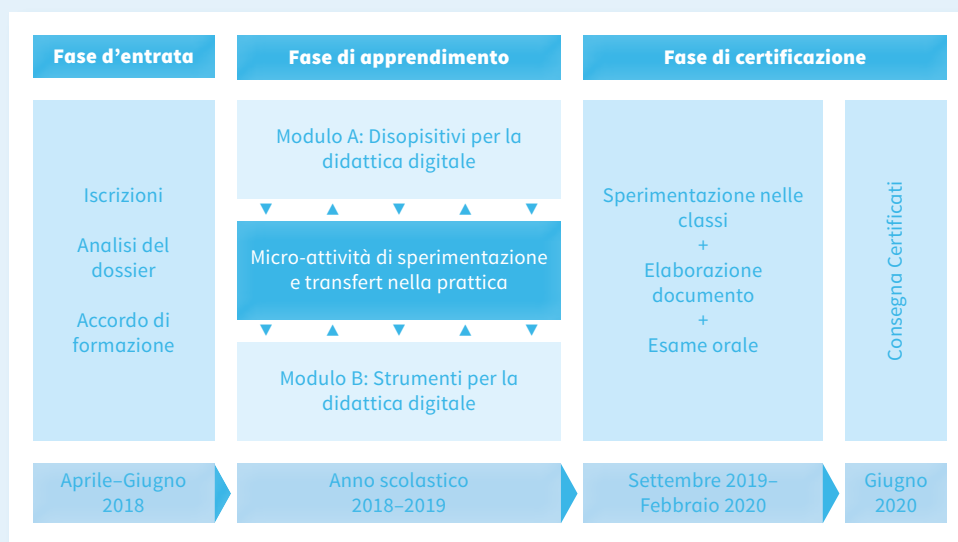 Fase d’entrata
Fase di apprendimento
Fase di certificazione
Iscrizioni
Analisi del
dossier
Accordo di
formazione
Modulo A: Disopisitivi per la
didattica digitale
Micro-attività di sperimentazione
e transfert nella prattica
Modulo B: Strumenti per la
didattica digitale
Sperimentazione nelle
classi
+
Elaborazione
documento
+
Esame orale
Consegna Certificati
Aprile–Giugno
2018
Anno scolastico
2018–2019
Settembre 2019–
Febbraio 2020
Giugno
2020